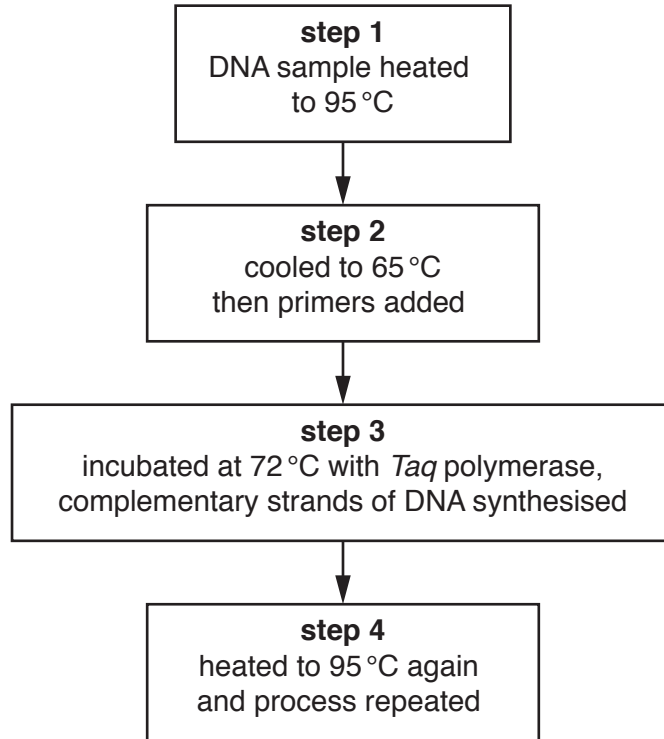 step 1
DNA sample heated
to 95 °C
step 2
cooled to 65 °C
then primers added
step 3
incubated at 72 °C with Taq polymerase,
complementary strands of DNA synthesised
step 4
heated to 95 °C again
and process repeated